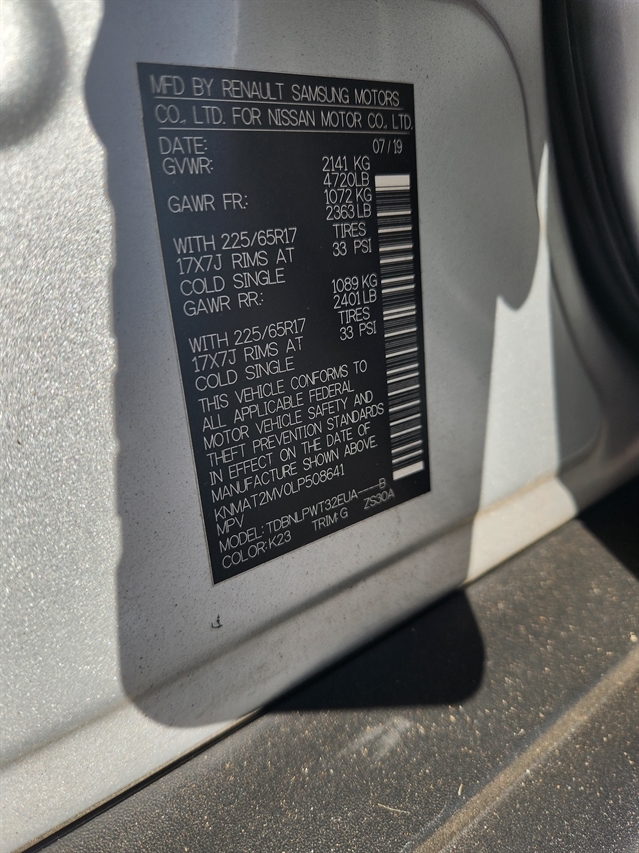 MFD BY RENAULT SAMSUNG MOTORS
CO., LTD. FOR NISSAN MOTOR CO., LTD.
DATE: 07/19
GVWR: 2141 KG
4720LB
GAWR FR: 1072 KG
2363LB
WITH 225/65R17 TIRES
17X7J RIMS AT 33 PSI
COLD SINGLE
GAWR RR: 1089 KG
2401LB
WITH 225/65R17 TIRES
17X7J RIMS AT 33 PSI
COLD SINGLE
THIS VEHICLE CONFORMS TO
ALL APPLICABLE FEDERAL
MOTOR VEHICLE SAFETY AND
THEFT PREVENTION STANDARDS
IN EFFECT ON THE DATE OF
MANUFACTURE SHOWN ABOVE.
KNMAT2MV0LP508641
MPV
MODEL: TDBNLPWT32EUA----B
COLOR: K23 TRIM: G ZS30A